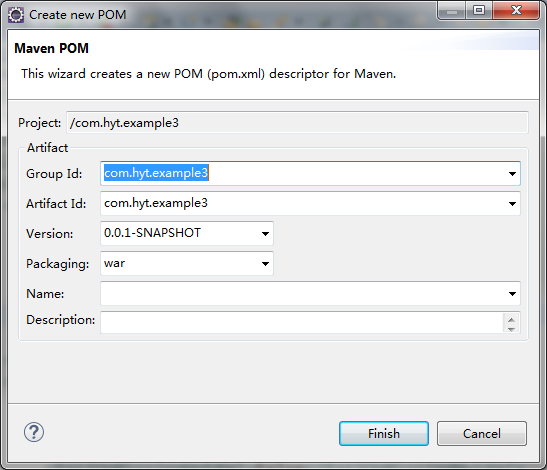 Create new POM
Maven POM
This wizard creates a new POM (pom.xml) descriptor for Maven.
Project: /com.hyt.example3
Artifact
Group Id: com.hyt.example3
Artifact Id: com.hyt.example3
Version: 0.0.1-SNAPSHOT
Packaging: war
Name:
Description:
? Finish Cancel